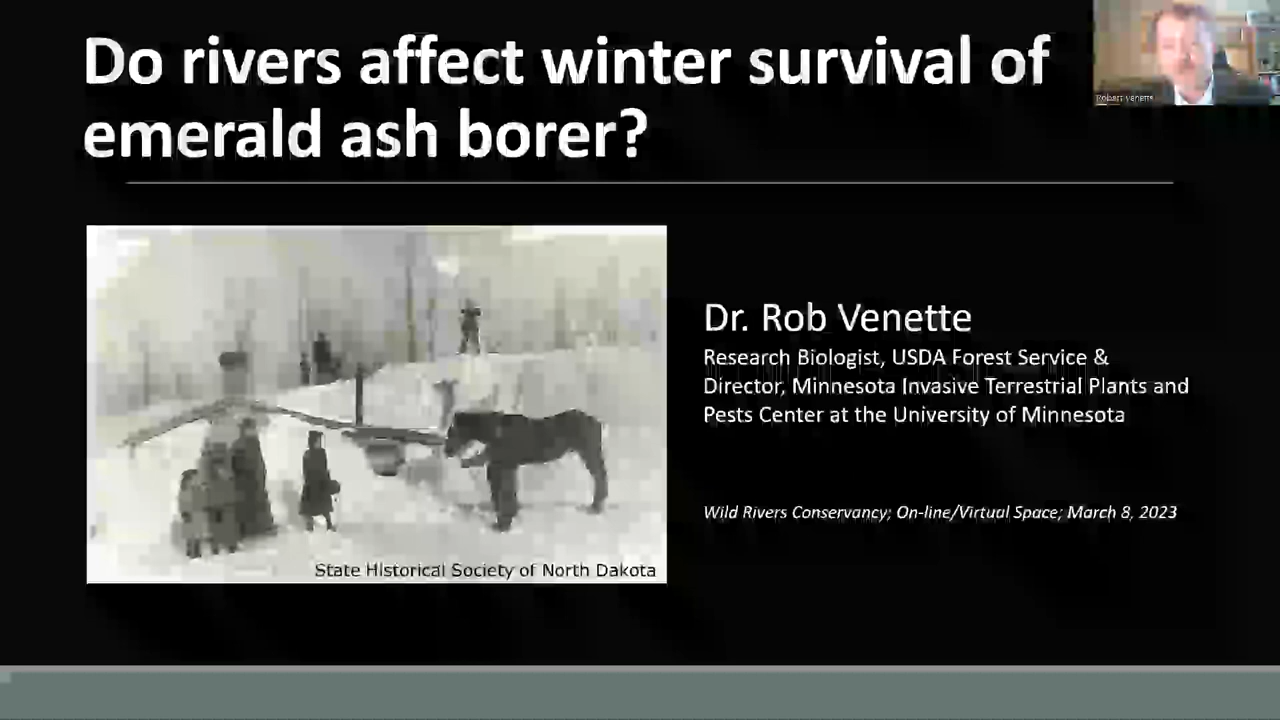 Do rivers affect winter survival of
emerald ash borer?
Robert Venette
Dr. Rob Venette
Research Biologist, USDA Forest Service &
Director, Minnesota Invasive Terrestrial Plants and
Pests Center at the University of Minnesota
Wild Rivers Conservancy; On-line/Virtual Space; March 8, 2023
State Historical Society of North Dakota